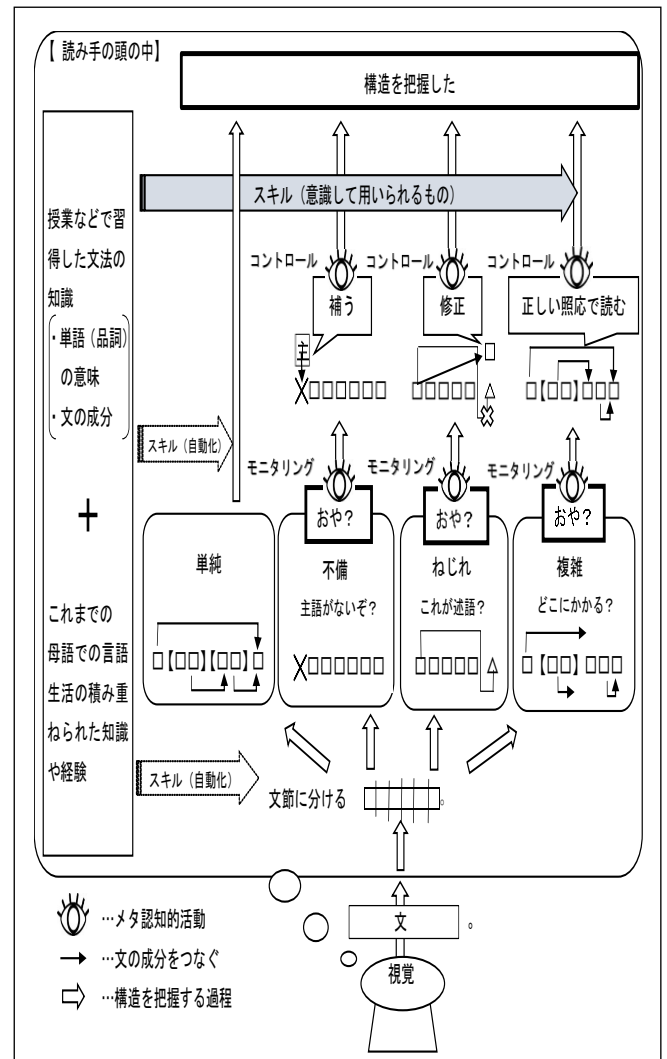 【 読み手の頭の中】
構造を把握した
スキル（意識して用いられるもの）
授業などで習
得した文法の
知識
・単語（品詞）
の意味
・文の成分
＋
これまでの
母語での言語
生活の積み重
ねられた知識
や経験
コントロール
コントロール
コントロール
補う
修正
正しい照応で読む
主
スキル（自動化）
モニタリング
モニタリング
モニタリング
おや？
おや？
おや？
単純
不備
ねじれ
複雑
主語がないぞ？
これが述語？
どこにかかる？
□【□□】【□□】□
╳□□□□□□
□□□□□△
□【□□】□□□
スキル（自動化）
文節に分ける
。
文
。
視覚
…メタ認知的活動
→ …文の成分をつなぐ
⇨ …構造を把握する過程